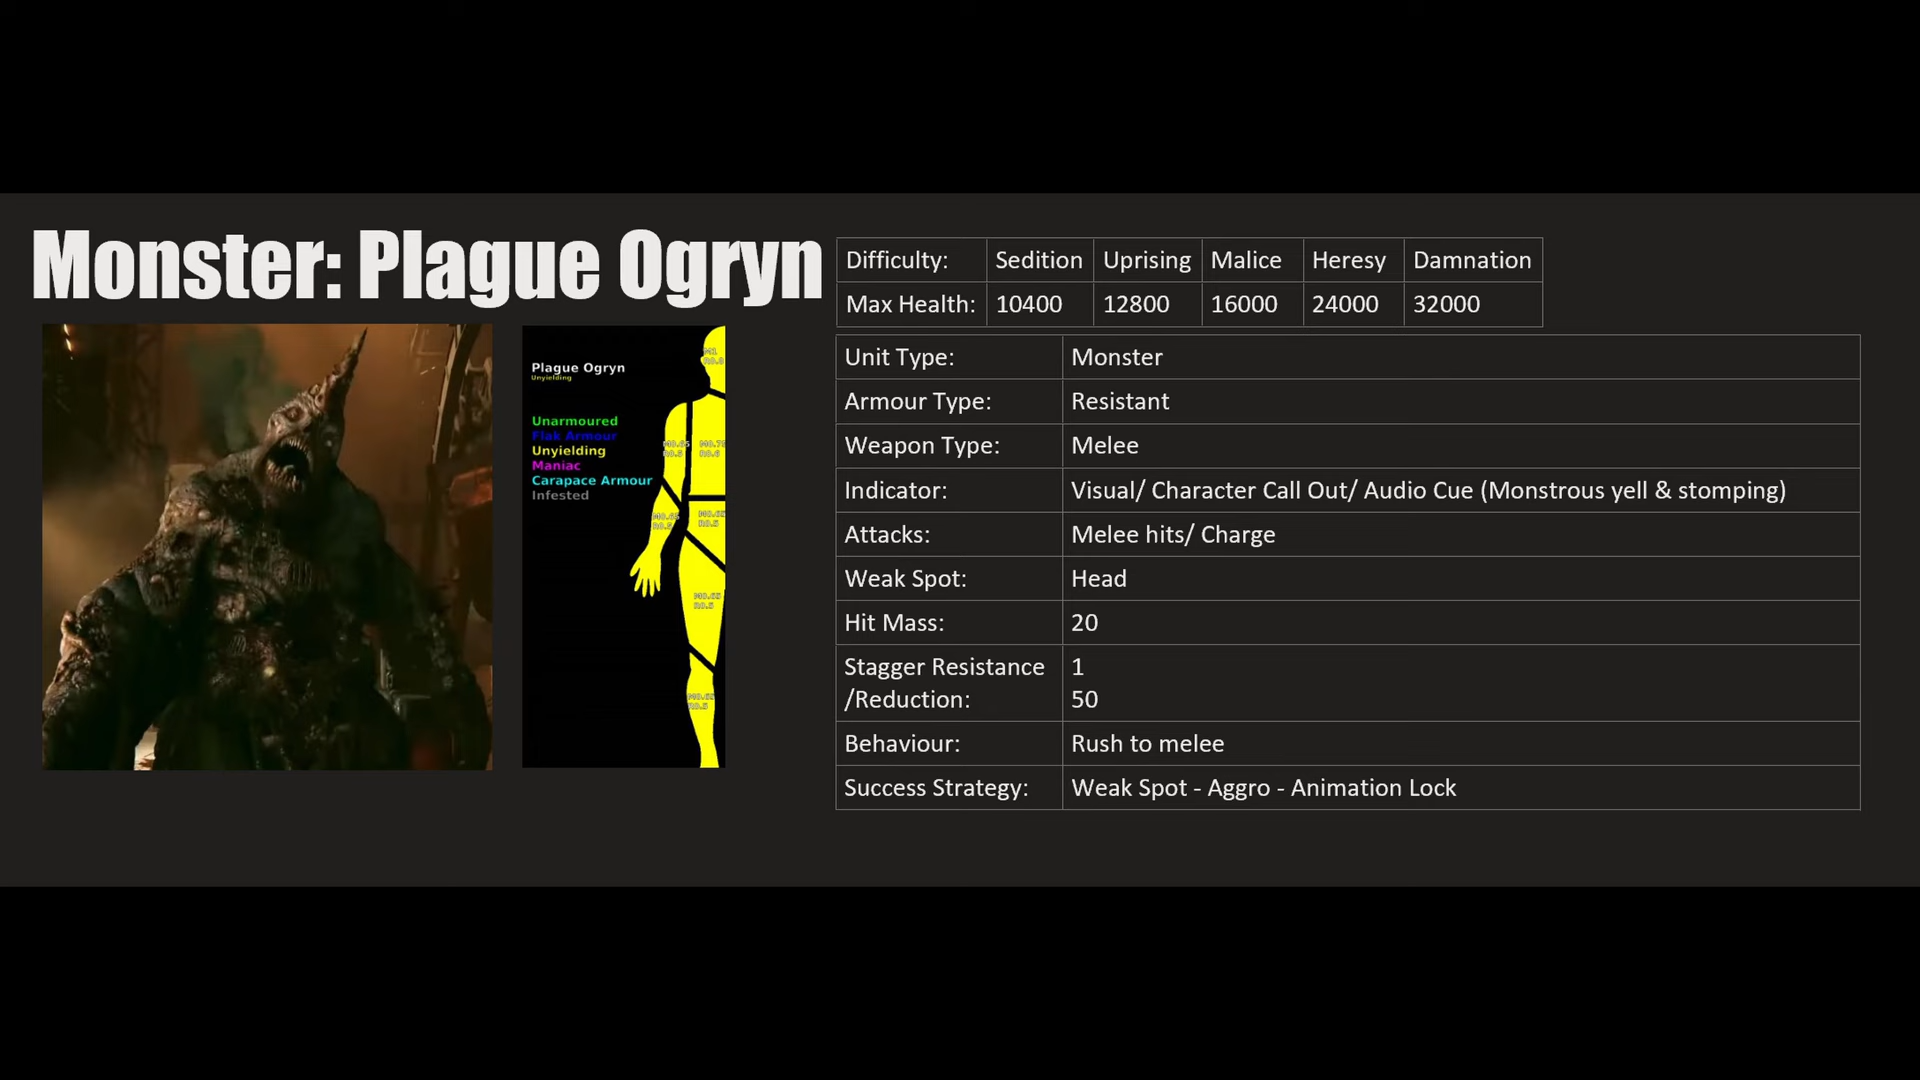 Monster: Plague Ogryn
Difficulty: Sedition Uprising Malice Heresy Damnation
Max Health: 10400 12800 16000 24000 32000
Plague Ogryn
Unyielding
Unarmoured
Flak Armour
Unyielding
Maniac
Carapace Armour
Infested
Unit Type: Monster
Armour Type: Resistant
Weapon Type: Melee
Indicator: Visual/ Character Call Out/ Audio Cue (Monstrous yell & stomping)
Attacks: Melee hits/ Charge
Weak Spot: Head
Hit Mass: 20
Stagger Resistance 1
/Reduction: 50
Behaviour: Rush to melee
Success Strategy: Weak Spot - Aggro - Animation Lock